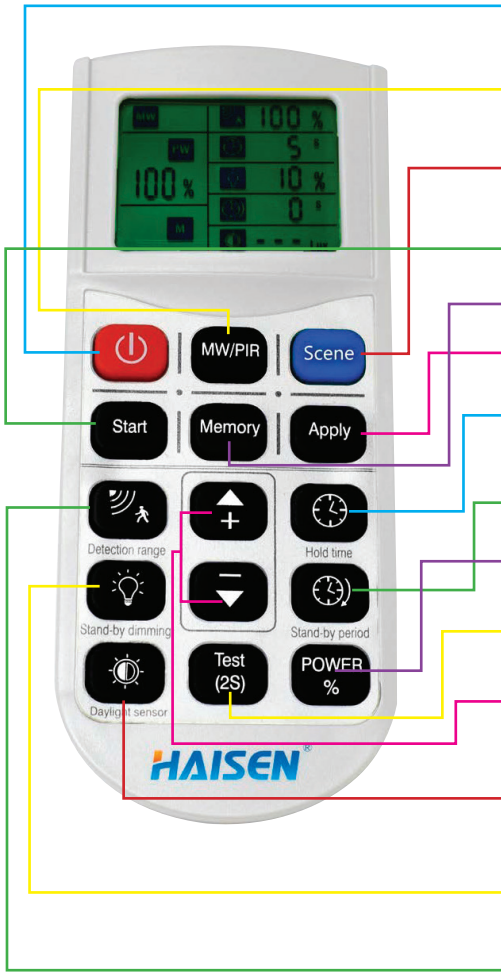 MW
A 100 %
PW
5 s
100 %
10 %
0 s
M
- - - Lux
MW/PIR
Scene
Start
Memory
Apply
+
Detection range
Hold time
−
Stand-by dimming
Stand-by period
Test
(2S)
POWER
%
Daylight sensor
HAISEN®